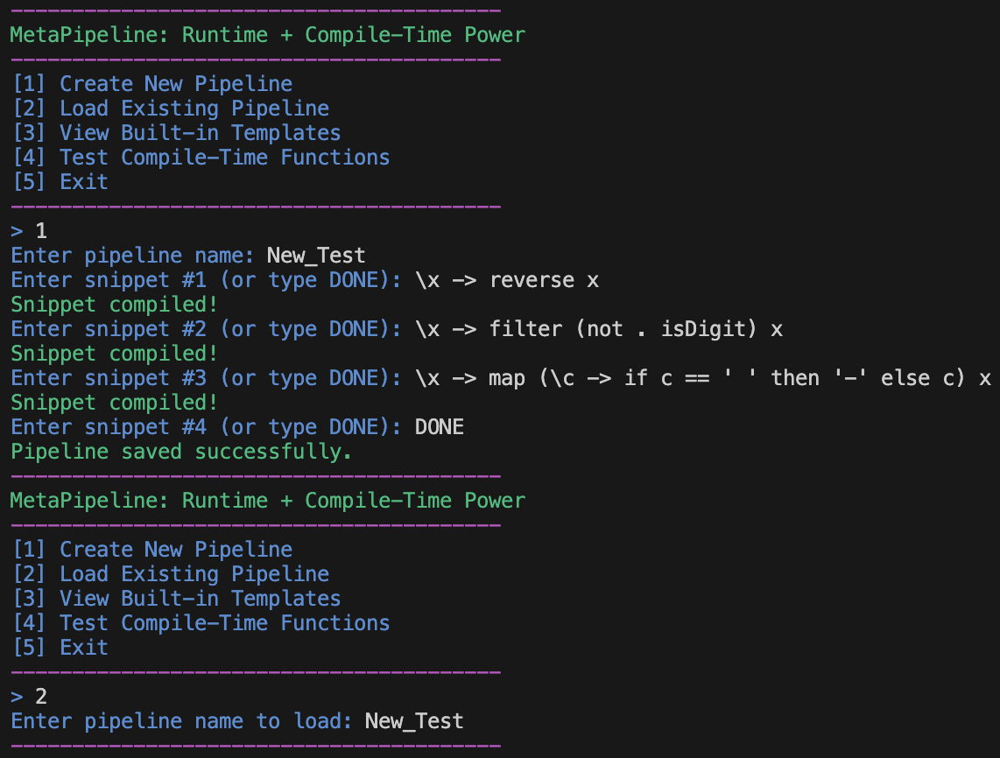 ----------------------------------------
MetaPipeline: Runtime + Compile-Time Power
----------------------------------------
[1] Create New Pipeline
[2] Load Existing Pipeline
[3] View Built-in Templates
[4] Test Compile-Time Functions
[5] Exit
----------------------------------------
> 1
Enter pipeline name: New_Test
Enter snippet #1 (or type DONE): \x -> reverse x
Snippet compiled!
Enter snippet #2 (or type DONE): \x -> filter (not . isDigit) x
Snippet compiled!
Enter snippet #3 (or type DONE): \x -> map (\c -> if c == ' ' then '-' else c) x
Snippet compiled!
Enter snippet #4 (or type DONE): DONE
Pipeline saved successfully.
----------------------------------------
MetaPipeline: Runtime + Compile-Time Power
----------------------------------------
[1] Create New Pipeline
[2] Load Existing Pipeline
[3] View Built-in Templates
[4] Test Compile-Time Functions
[5] Exit
----------------------------------------
> 2
Enter pipeline name to load: New_Test
----------------------------------------